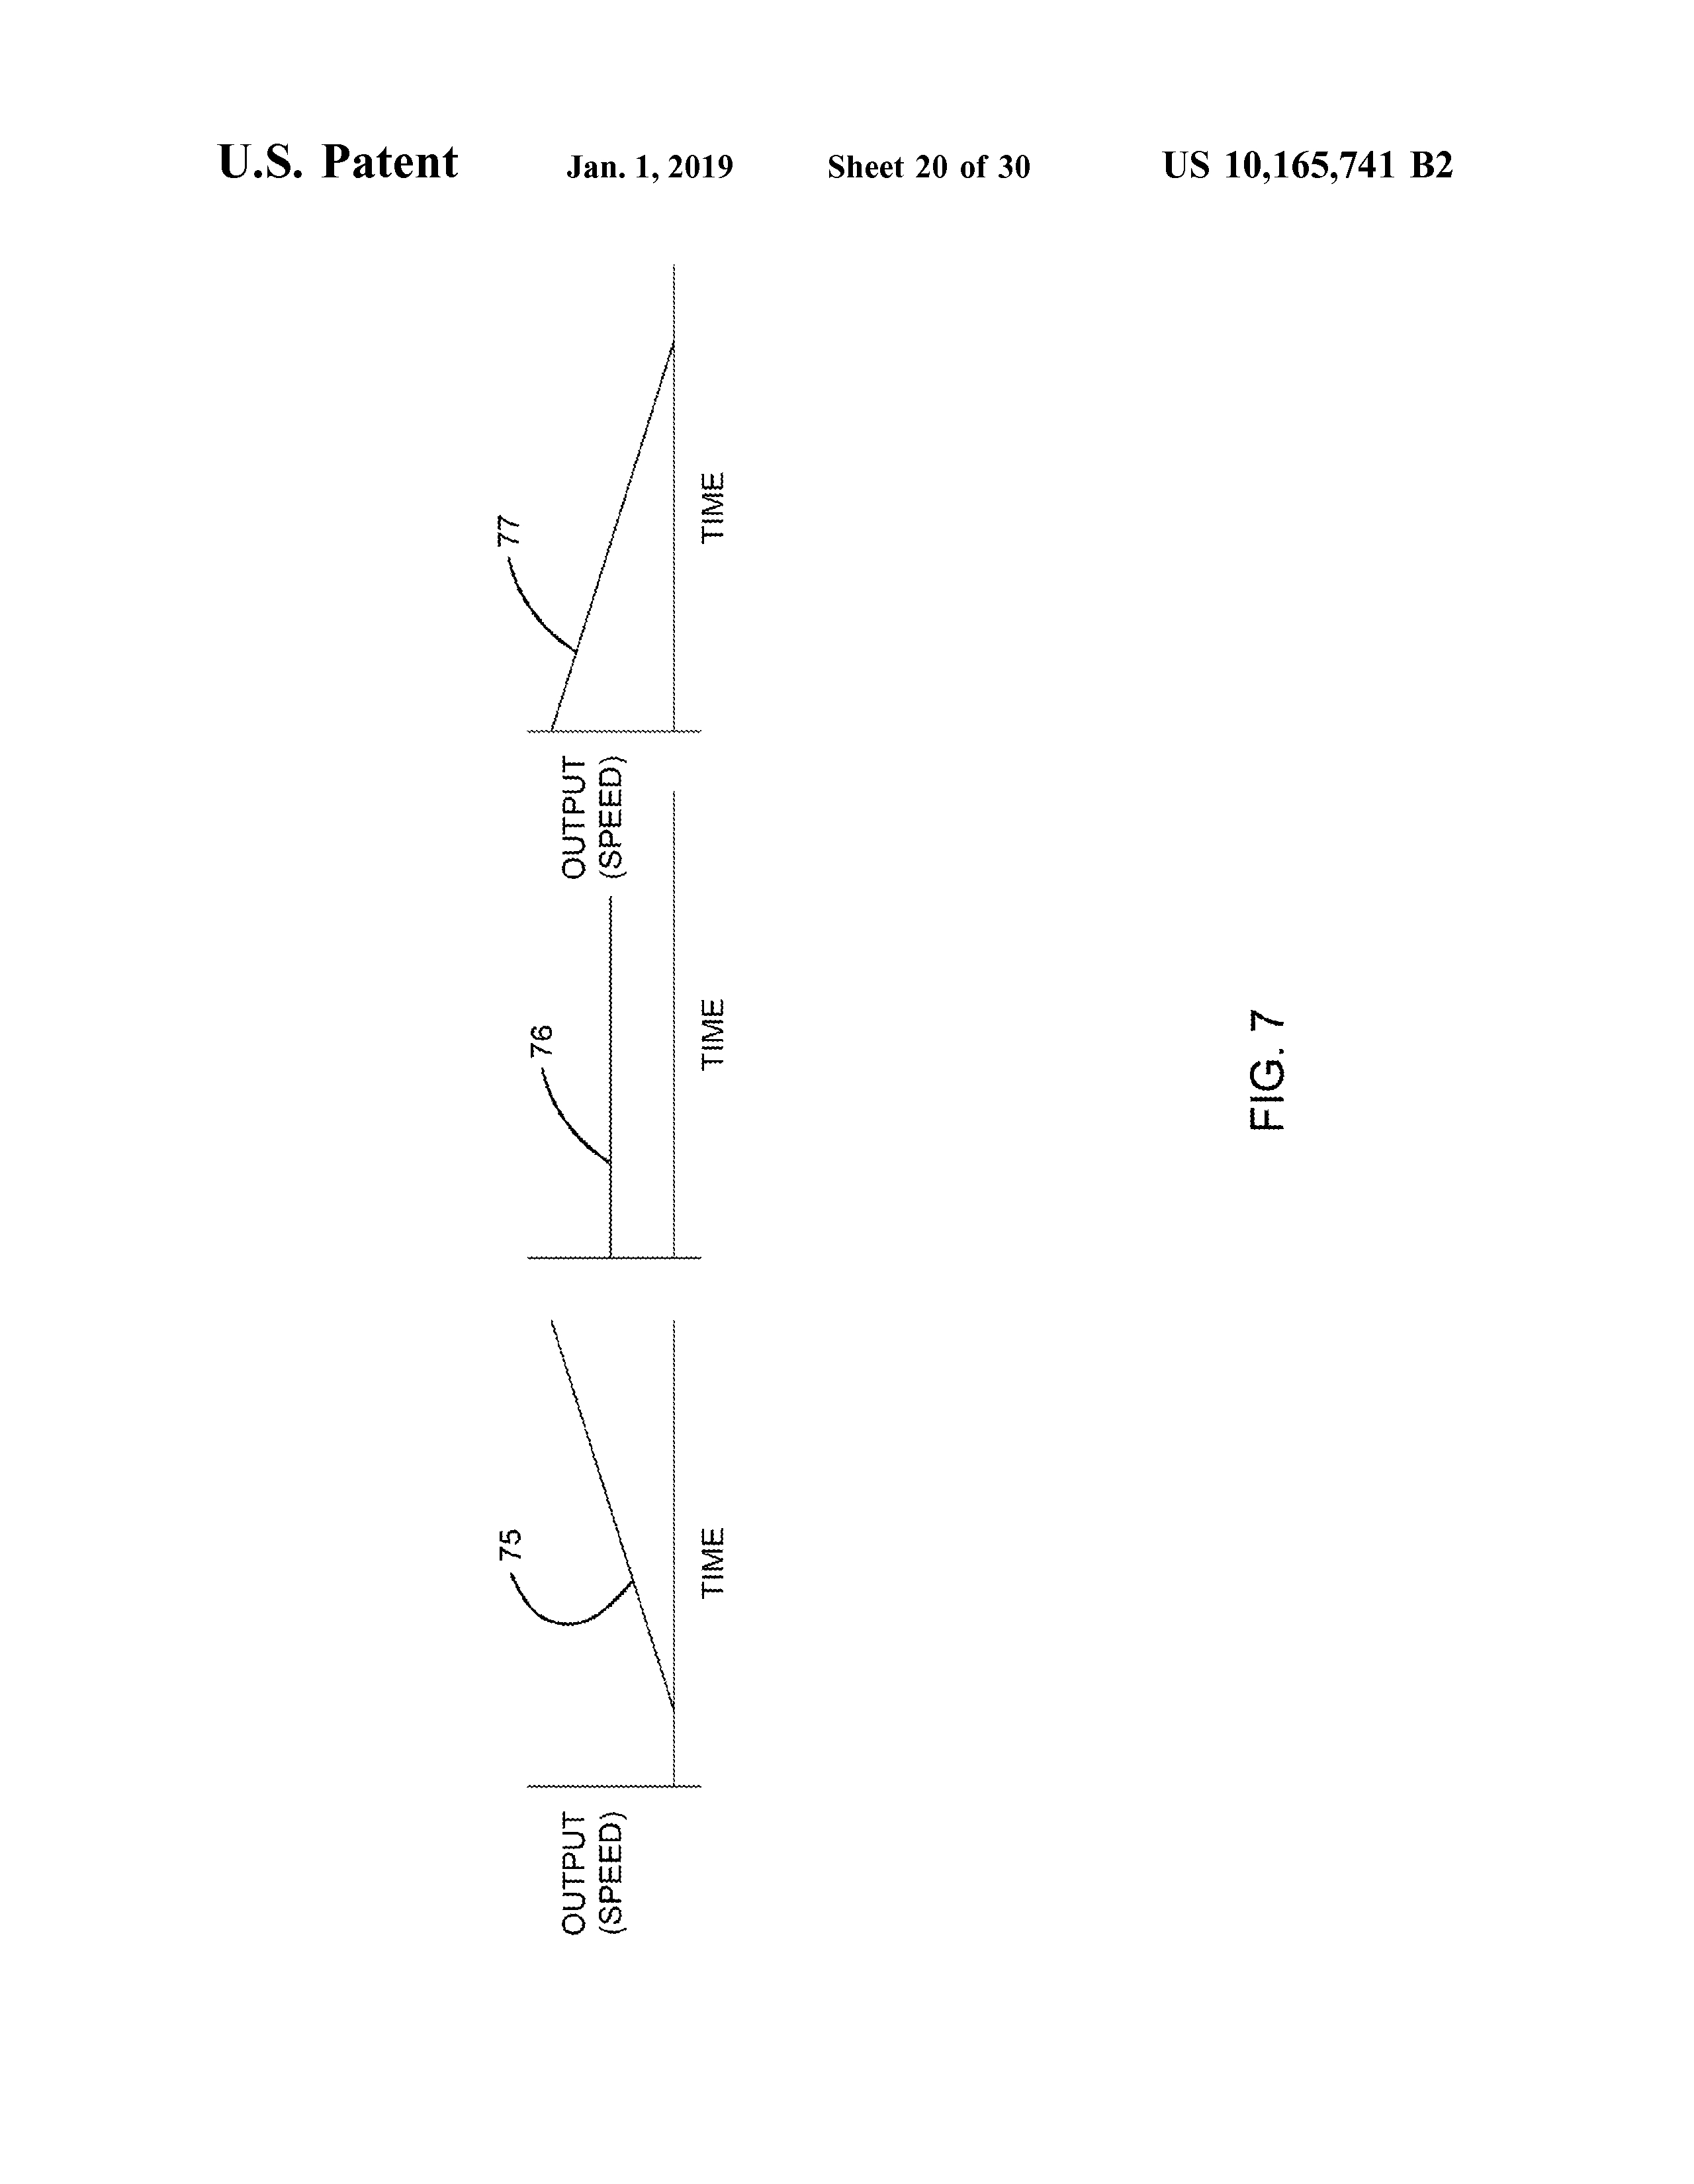 U.S. Patent Jan. 1, 2019 Sheet 20 of 30 US 10,165,741 B2
OUTPUT
(SPEED)
75
TIME
76
TIME
OUTPUT
(SPEED)
77
TIME
FIG. 7